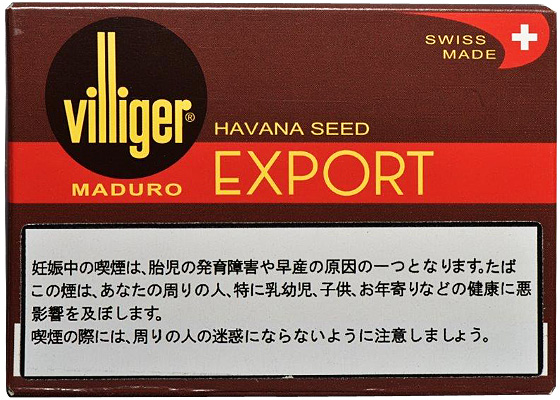 SWISS
MADE
villiger®
HAVANA SEED
MADURO
EXPORT
妊娠中の喫煙は、胎児の発育障害や早産の原因の一つとなります。たば
この煙は、あなたの周りの人、特に乳幼児、子供、お年寄りなどの健康に悪
影響を及ぼします。
喫煙の際には、周りの人の迷惑にならないように注意しましょう。